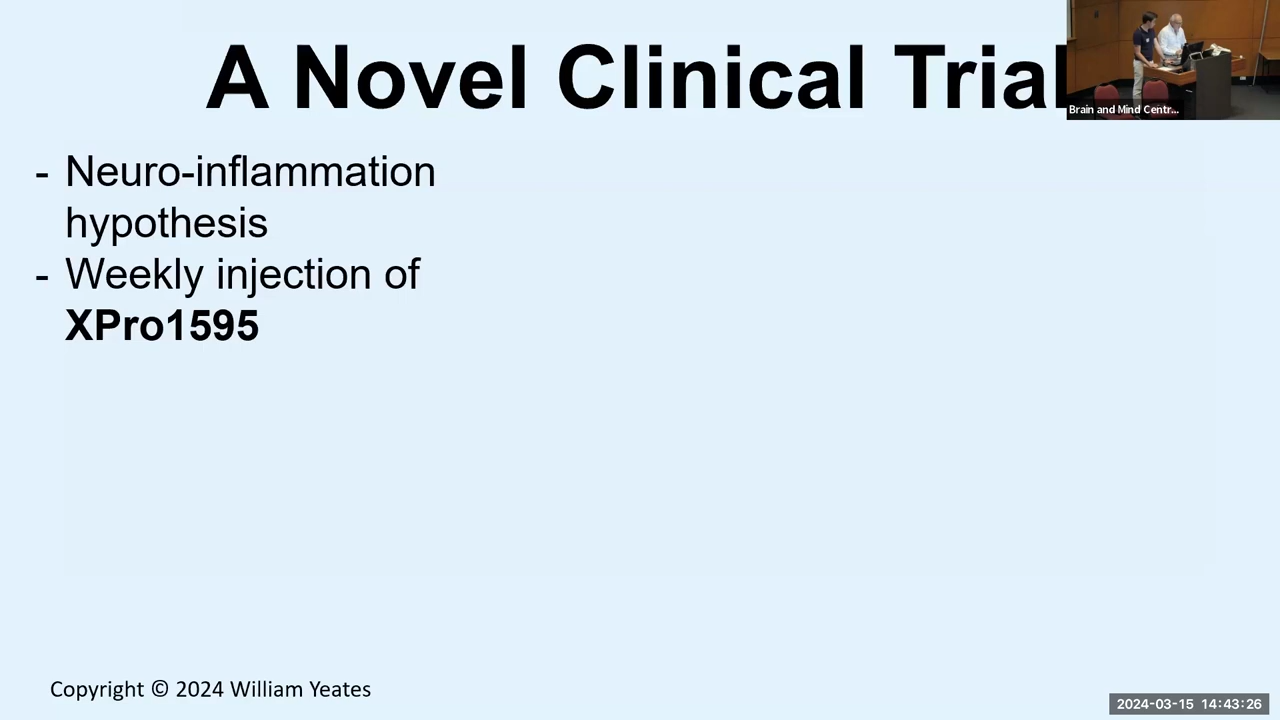 A Novel Clinical Trial
Brain and Mind Centr...
- Neuro-inflammation
hypothesis
- Weekly injection of
XPro1595
Copyright © 2024 William Yeates
2024-03-15 14:43:26